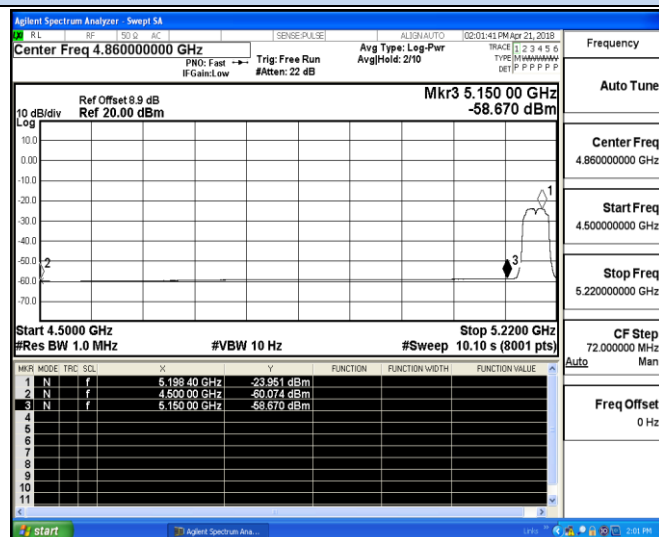 Agilent Spectrum Analyzer - Swept SA
RL RF 50 Ω AC SENSE:PULSE ALIGN AUTO 02:01:41 PM Apr 21, 2018
Center Freq 4.860000000 GHz
PNO: Fast Trig: Free Run
IFGain:Low #Atten: 22 dB
Avg Type: Log-Pwr
Avg|Hold: 2/10
TRACE 1 2 3 4 5 6
TYPE M WWWWW
DET P P P P P P
Frequency
Mkr3 5.150 00 GHz
-58.670 dBm
Ref Offset 8.9 dB
10 dB/div Ref 20.00 dBm
Log
10.0
0.00
-10.0
-20.0
-30.0
-40.0
-50.0
-60.0
-70.0
1
2
3
Start 4.5000 GHz Stop 5.2200 GHz
#Res BW 1.0 MHz #VBW 10 Hz #Sweep 10.10 s (8001 pts)
MKR MODE TRC SCL X Y FUNCTION FUNCTION WIDTH FUNCTION VALUE
1 N f 5.198 40 GHz -23.951 dBm
2 N f 4.500 00 GHz -60.074 dBm
3 N f 5.150 00 GHz -58.670 dBm
4
5
6
7
8
9
10
11
Auto Tune
Center Freq
4.860000000 GHz
Start Freq
4.500000000 GHz
Stop Freq
5.220000000 GHz
CF Step
72.000000 MHz
Auto Man
Freq Offset
0 Hz
start Agilent Spectrum Ana... Links 2:01 PM